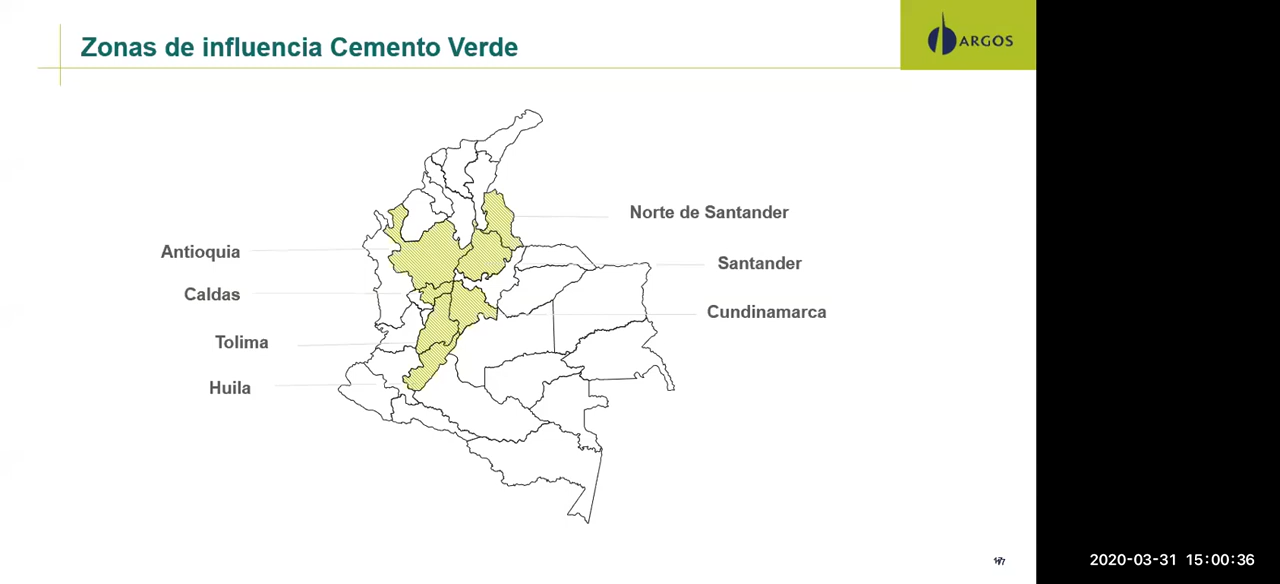 Zonas de influencia Cemento Verde
ARGOS
Norte de Santander
Antioquia
Santander
Caldas
Cundinamarca
Tolima
Huila
2020-03-31 15:00:36